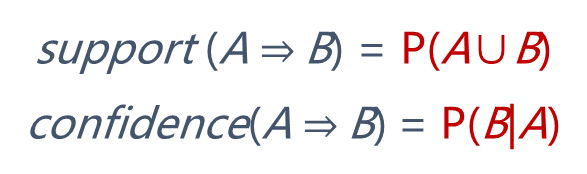 support (A ⇒ B) = P(A∪B)
confidence(A ⇒ B) = P(B|A)